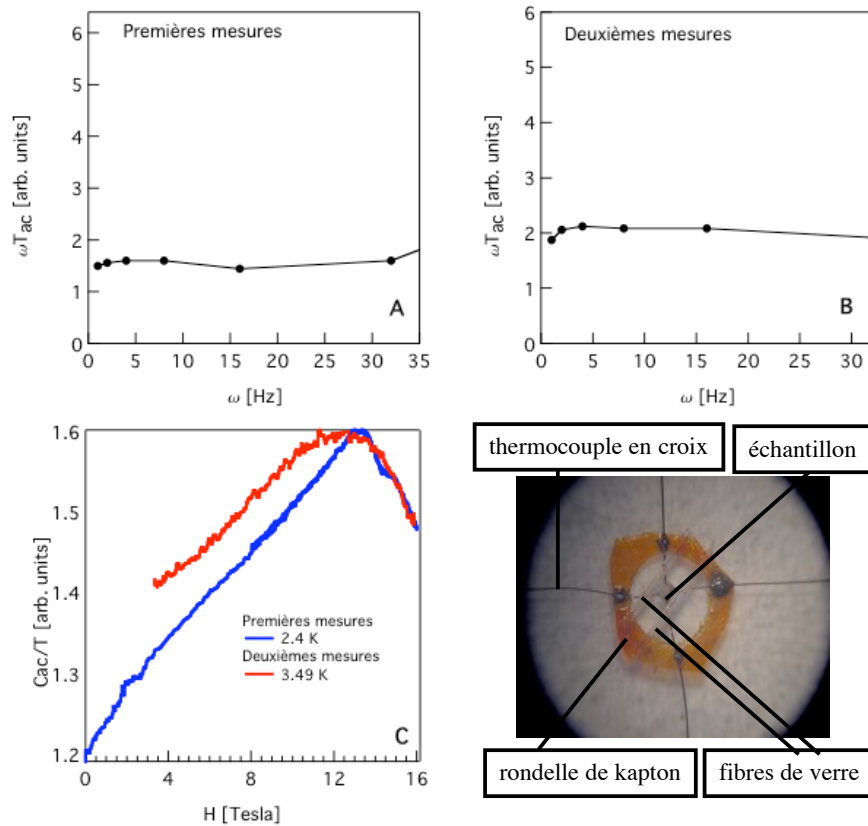 Premières mesures
6
5
4
3
2
1
0
ωTac [arb. units]
A
0 5 10 15 20 25 30 35
ω [Hz]
Deuxièmes mesures
6
5
4
3
2
1
0
ωTac [arb. units]
B
0 5 10 15 20 25 30
ω [Hz]
1.6
1.5
1.4
1.3
1.2
Cac/T [arb. units]
Premières mesures
2.4 K
Deuxièmes mesures
3.49 K
C
0 4 8 12 16
H [Tesla]
thermocouple en croix
échantillon
rondelle de kapton
fibres de verre